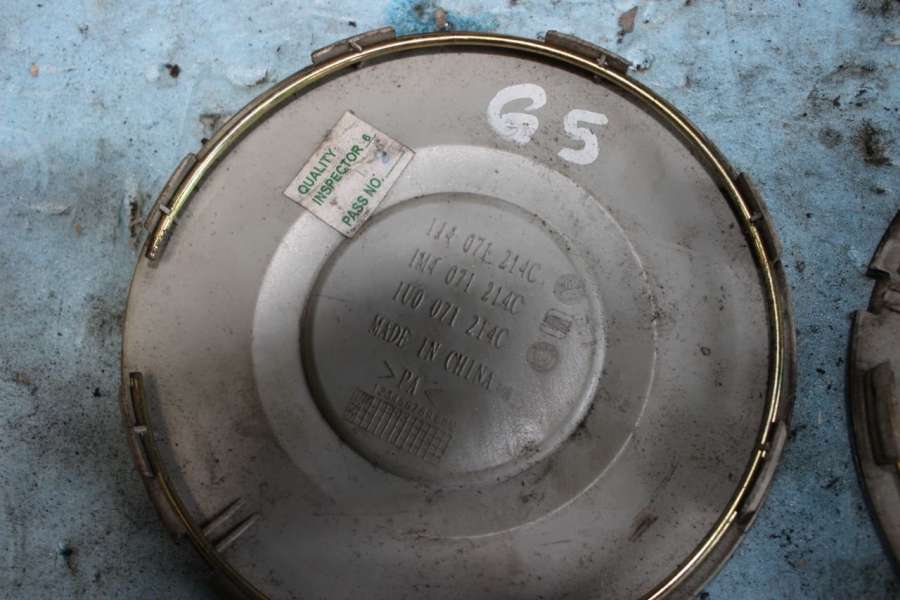 G5
QUALITY
INSPECTOR 6
PASS NO.
1J4 071 214C
1M4 071 214C
1U0 071 214C
MADE IN CHINA
>PA<